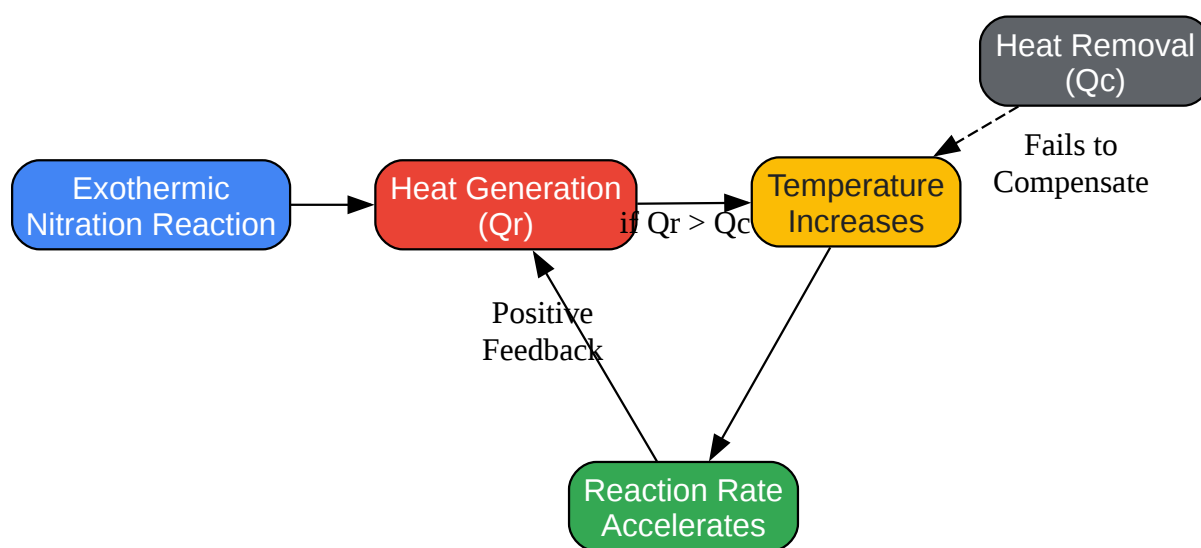 Heat Removal
(Qc)
Fails to
Compensate
Exothermic
Nitration Reaction
Heat Generation
(Qr)
if Qr > Qc
Temperature
Increases
Positive
Feedback
Reaction Rate
Accelerates